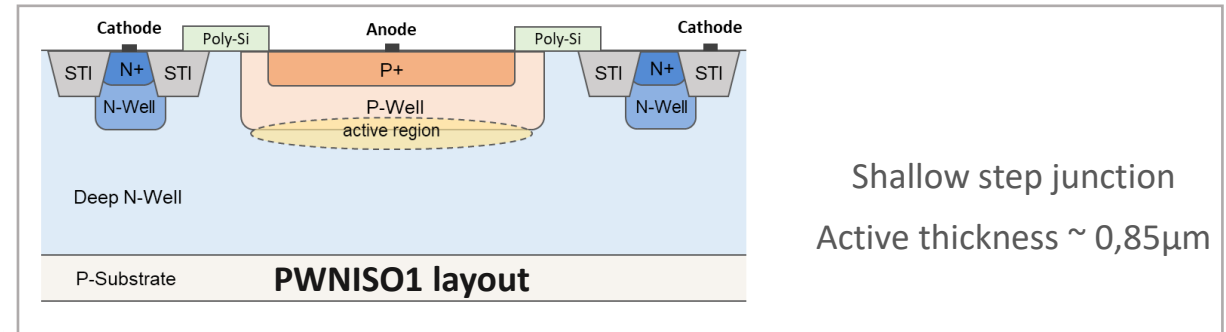 Cathode
Anode
Cathode
Poly-Si
Poly-Si
STI
N+
STI
P+
STI
N+
STI
N-Well
P-Well
N-Well
active region
Deep N-Well
P-Substrate
PWNISO1 layout
Shallow step junction
Active thickness ~ 0,85µm